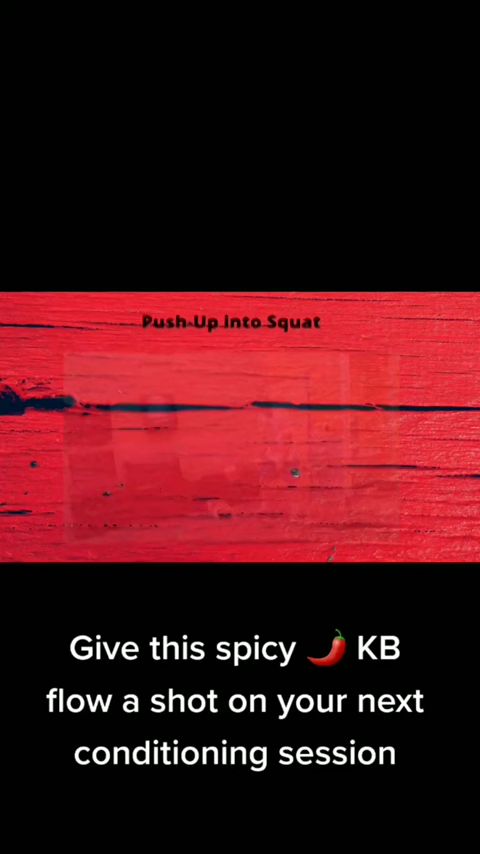 Push Up into Squat
Give this spicy 🌶️ KB
flow a shot on your next
conditioning session